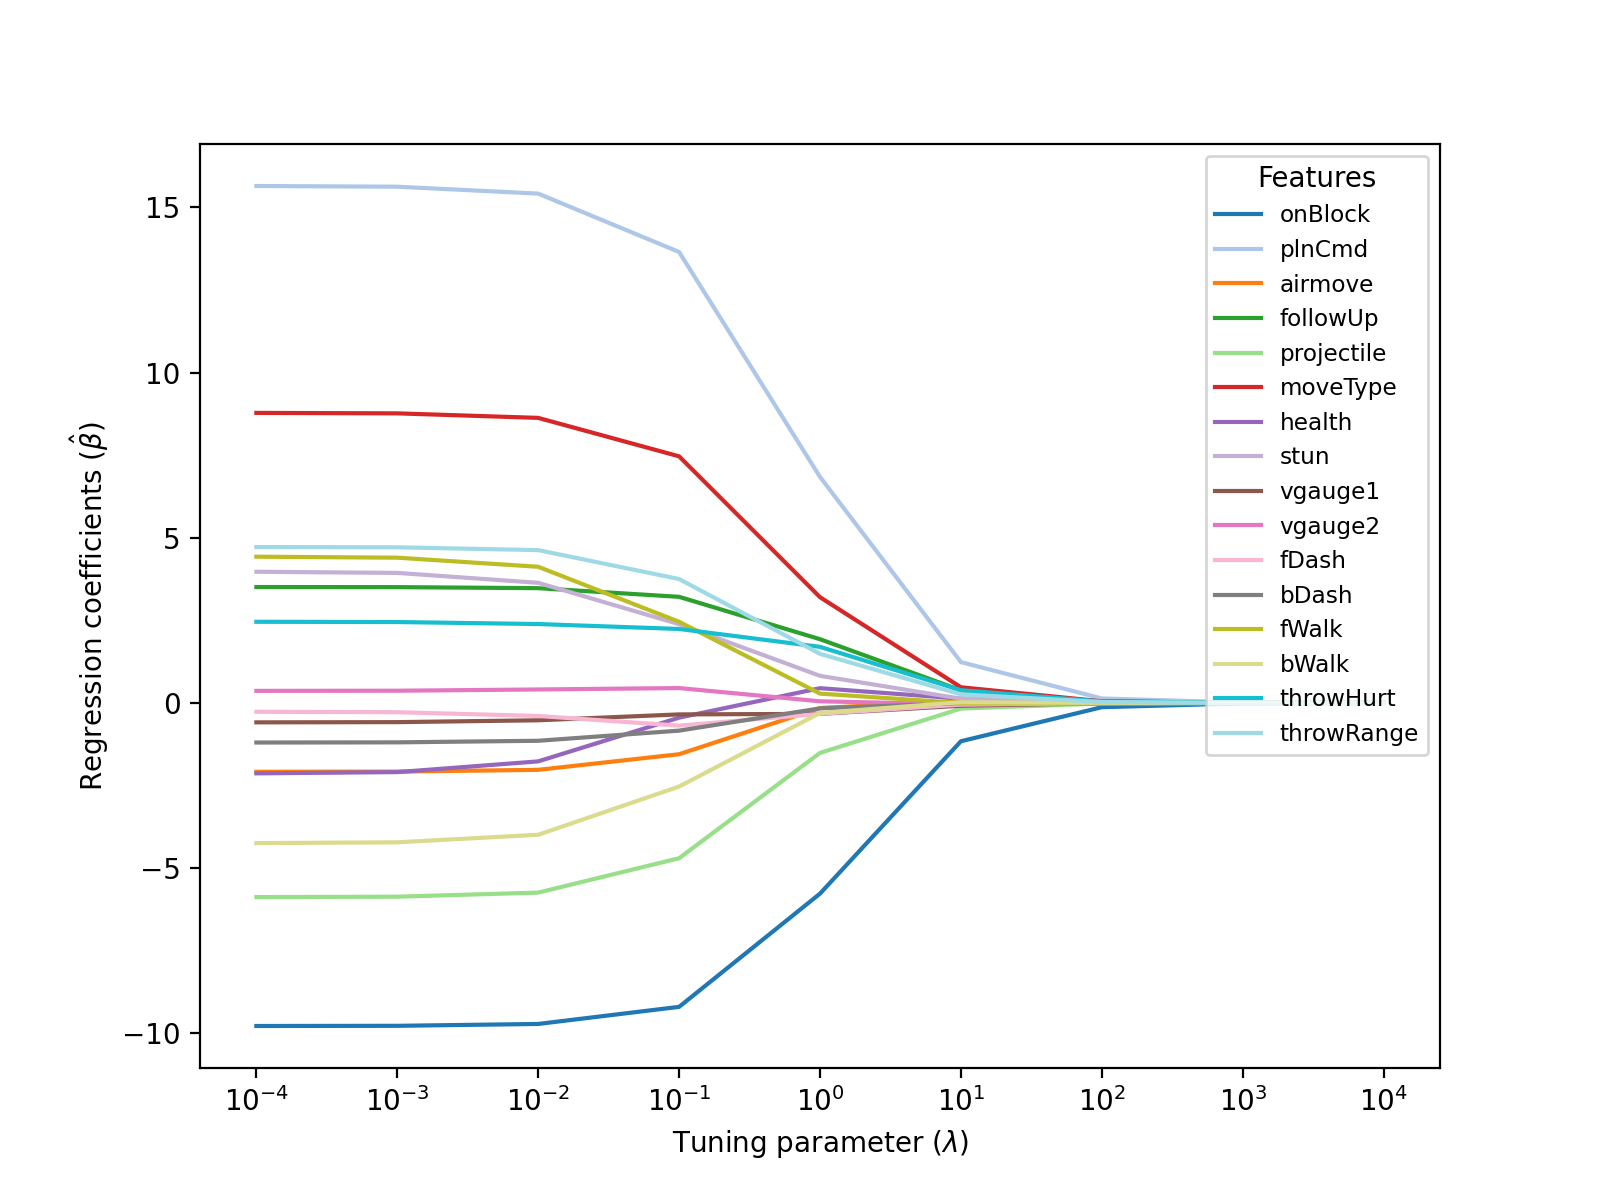 15
10
5
0
−5
−10
Regression coefficients (β̂)
10⁻⁴ 10⁻³ 10⁻² 10⁻¹ 10⁰ 10¹ 10² 10³ 10⁴
Tuning parameter (λ)
Features
onBlock
plnCmd
airmove
followUp
projectile
moveType
health
stun
vgauge1
vgauge2
fDash
bDash
fWalk
bWalk
throwHurt
throwRange